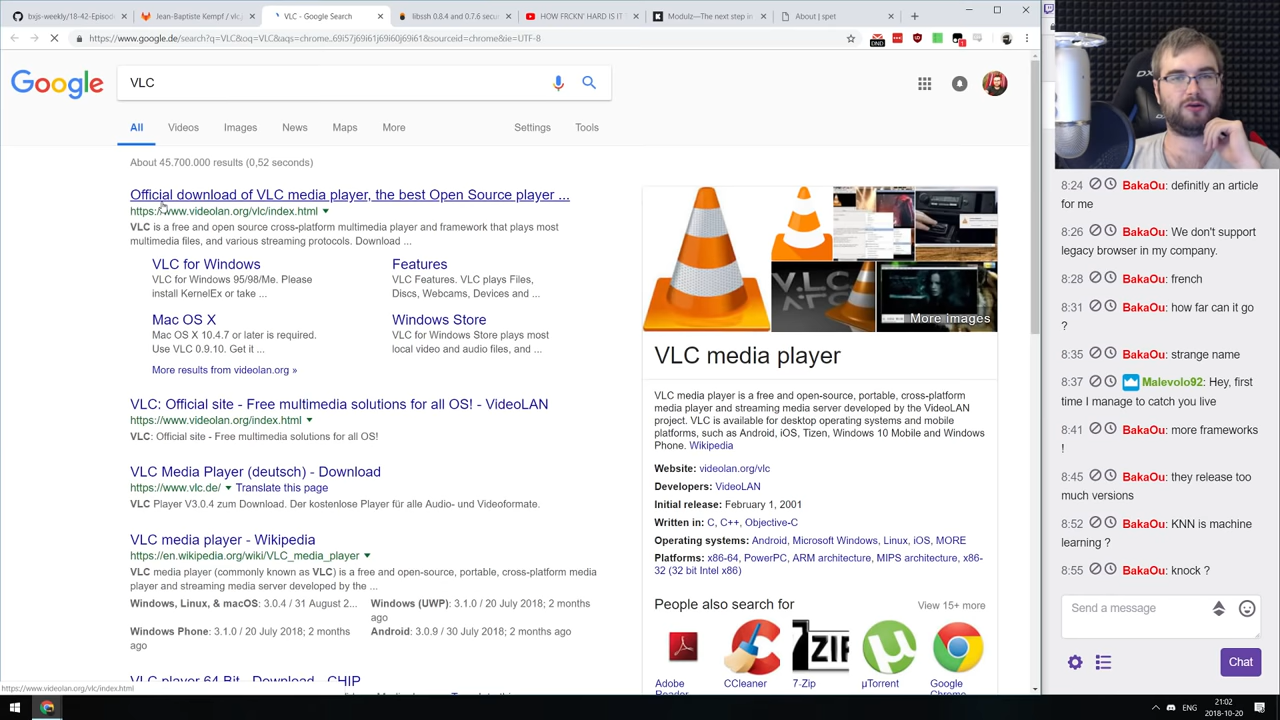 bxjs-weekly/18-42-Episod
Jean-Baptiste Kempf / vlc
VLC - Google Search
libssh 0.8.4 and 0.7.6 secur
HOW FRCKN' HARD IS I
Modulz—The next step in
About | spet
https://www.google.de/search?q=VLC&oq=VLC&aqs=chrome..69i57j69i61j69i60j69i61&sourceid=chrome&ie=UTF-8
DND
Google
VLC
All
Videos
Images
News
Maps
More
Settings
Tools
About 45.700.000 results (0,52 seconds)
Official download of VLC media player, the best Open Source player ...
https://www.videolan.org/vlc/index.html
VLC is a free and open source cross-platform multimedia player and framework that plays most
multimedia files, and various streaming protocols. Download ...
VLC for Windows
VLC for Windows 95/98/Me. Please
install KernelEx or take ...
Features
VLC Features. VLC plays Files,
Discs, Webcams, Devices and ...
Mac OS X
Mac OS X 10.4.7 or later is required.
Use VLC 0.9.10. Get it ...
Windows Store
VLC for Windows Store plays most
local video and audio files, and ...
More results from videolan.org »
VLC: Official site - Free multimedia solutions for all OS! - VideoLAN
https://www.videolan.org/index.html
VLC: Official site - Free multimedia solutions for all OS!
VLC Media Player (deutsch) - Download
https://www.vlc.de/ Translate this page
VLC Player V3.0.4 zum Download. Der kostenlose Player für alle Audio- und Videoformate.
VLC media player - Wikipedia
https://en.wikipedia.org/wiki/VLC_media_player
VLC media player (commonly known as VLC) is a free and open-source, portable, cross-platform media
player and streaming media server developed by the ...
Windows, Linux, & macOS: 3.0.4 / 31 August 2...
Windows (UWP): 3.1.0 / 20 July 2018; 2 months
ago
Windows Phone: 3.1.0 / 20 July 2018; 2 months
ago
Android: 3.0.9 / 30 July 2018; 2 months ago
VLC player 64 Bit - Download - CHIP
https://www.videolan.org/vlc/index.html
More images
VLC media player
VLC media player is a free and open-source, portable, cross-platform
media player and streaming media server developed by the VideoLAN
project. VLC is available for desktop operating systems and mobile
platforms, such as Android, iOS, Tizen, Windows 10 Mobile and Windows
Phone. Wikipedia
Website: videolan.org/vlc
Developers: VideoLAN
Initial release: February 1, 2001
Written in: C, C++, Objective-C
Operating systems: Android, Microsoft Windows, Linux, iOS, MORE
Platforms: x86-64, PowerPC, ARM architecture, MIPS architecture, x86-
32 (32 bit Intel x86)
People also search for
View 15+ more
7ZIP
Adobe
Reader
CCleaner
7-Zip
µTorrent
Google
Chrome
8:24 BakaOu: definitly an article
for me
8:26 BakaOu: We don't support
legacy browser in my company.
8:28 BakaOu: french
8:31 BakaOu: how far can it go
?
8:35 BakaOu: strange name
8:37 Malevolo92: Hey, first
time I manage to catch you
live
8:41 BakaOu: more frameworks
!
8:45 BakaOu: they release too
much versions
8:52 BakaOu: KNN is machine
learning ?
8:55 BakaOu: knock ?
Send a message
Chat
ENG
21:02
2018-10-20